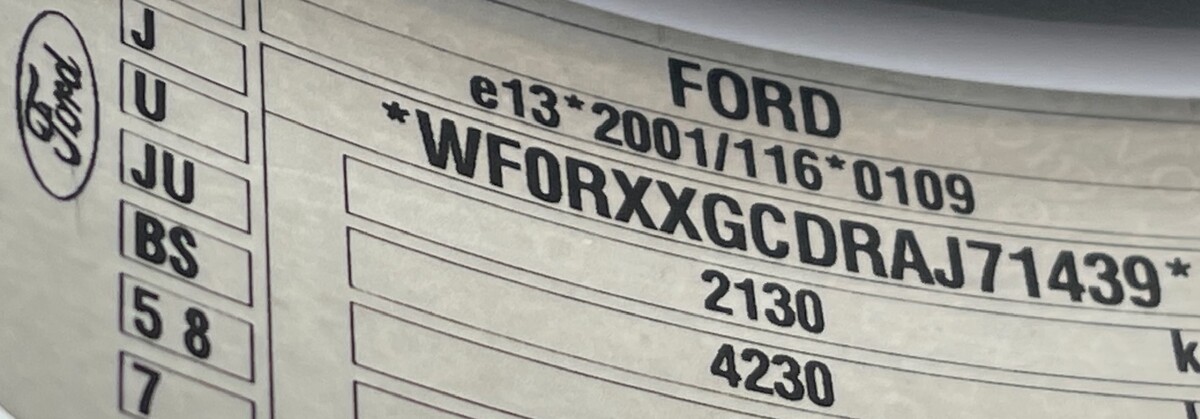 Ford
J
U
JU
BS
5 8
7
FORD
e13*2001/116*0109
*WF0RXXGCDRAJ71439*
2130
k
4230